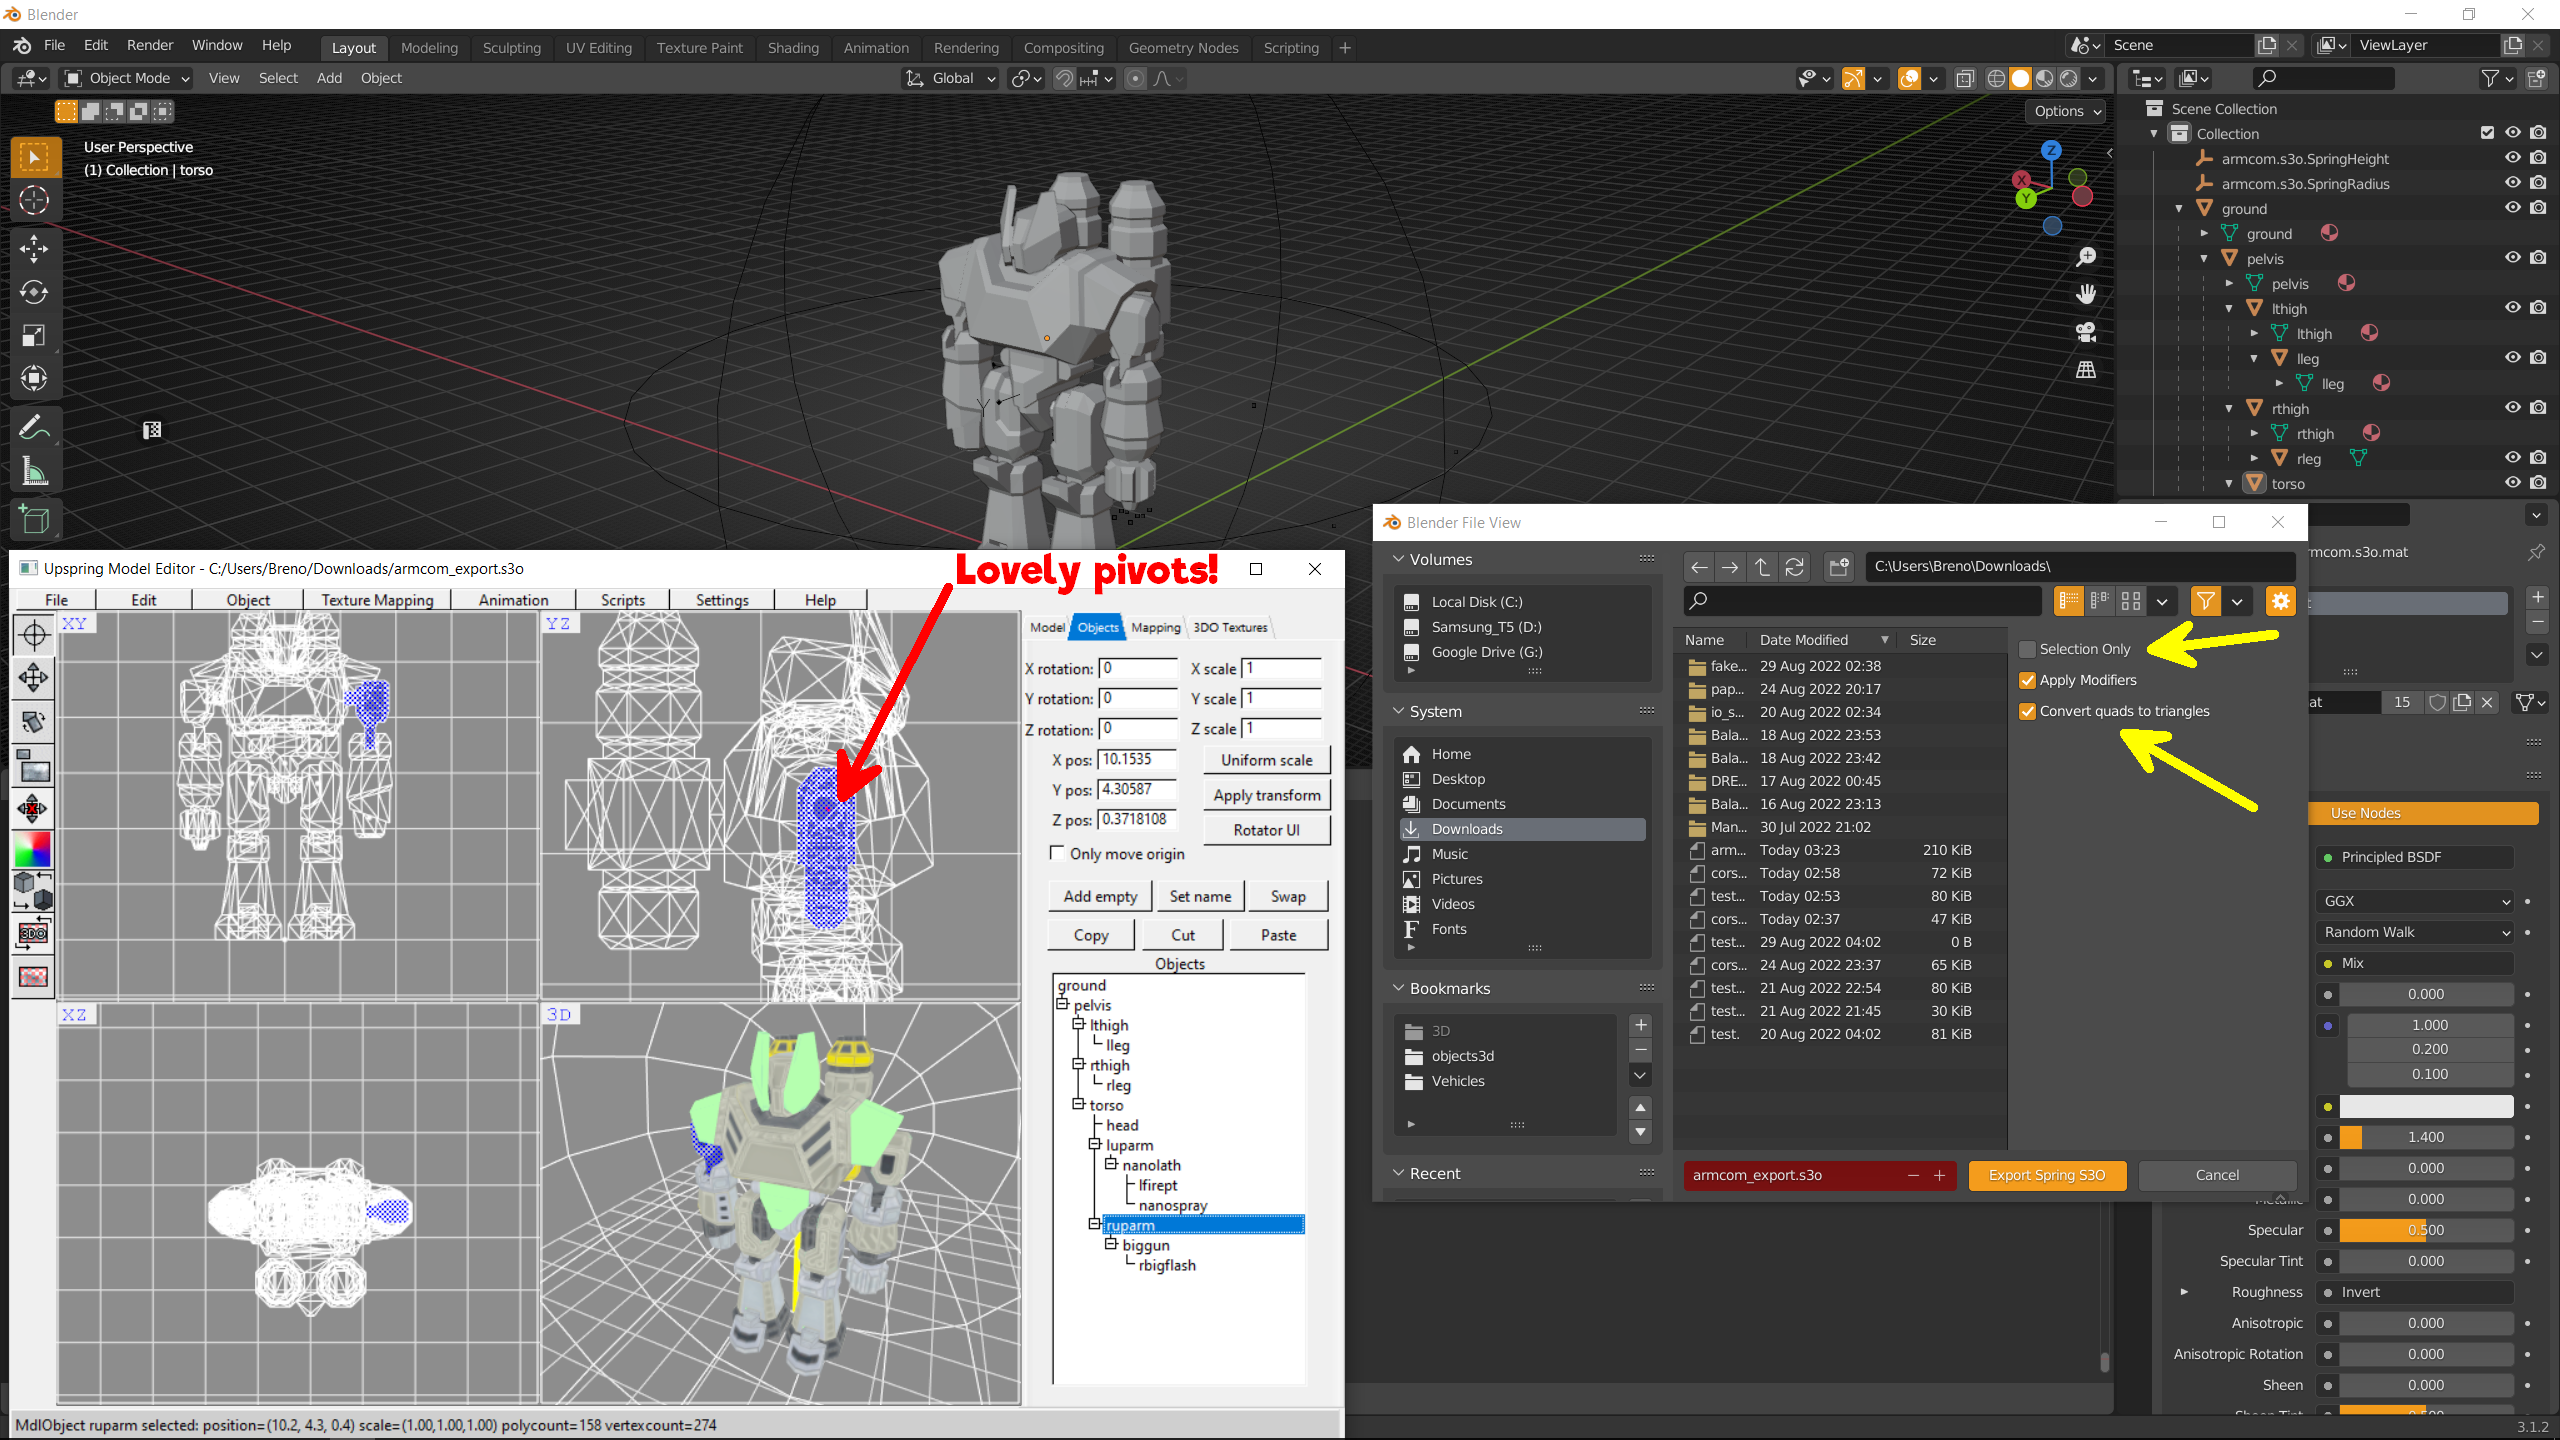 Blender
File Edit Render Window Help Layout Modeling Sculpting UV Editing Texture Paint Shading Animation Rendering Compositing Geometry Nodes Scripting + Scene ViewLayer
Object Mode View Select Add Object Global
Options
User Perspective
(1) Collection | torso
Z
X
Y
Scene Collection
Collection
armcom.s3o.SpringHeight
armcom.s3o.SpringRadius
ground
ground
pelvis
pelvis
lthigh
lthigh
lleg
lleg
rthigh
rthigh
rleg
torso
mcom.s3o.mat
at 15
Use Nodes
Principled BSDF
GGX
Random Walk
Mix
0.000
1.000
0.200
0.100
1.400
0.000
0.000
Specular 0.500
Specular Tint 0.000
Roughness Invert
Anisotropic 0.000
Anisotropic Rotation 0.000
Sheen 0.000
3.1.2
Upspring Model Editor - C:/Users/Breno/Downloads/armcom_export.s3o
Lovely pivots!
File Edit Object Texture Mapping Animation Scripts Settings Help
XY
YZ
XZ
3D
3DO
Model Objects Mapping 3DO Textures
X rotation: 0 X scale 1
Y rotation: 0 Y scale 1
Z rotation: 0 Z scale 1
X pos: 10.1535 Uniform scale
Y pos: 4.30587 Apply transform
Z pos: 0.3718108 Rotator UI
Only move origin
Add empty Set name Swap
Copy Cut Paste
Objects
ground
pelvis
lthigh
lleg
rthigh
rleg
torso
head
luparm
nanolath
lfirept
nanospray
ruparm
biggun
rbigflash
MdlObject ruparm selected: position=(10.2, 4.3, 0.4) scale=(1.00,1.00,1.00) polycount=158 vertexcount=274
Blender File View
Volumes
Local Disk (C:)
Samsung_T5 (D:)
Google Drive (G:)
System
Home
Desktop
Documents
Downloads
Music
Pictures
Videos
Fonts
Bookmarks
3D
objects3d
Vehicles
Recent
C:\Users\Breno\Downloads\
Name Date Modified Size
fake... 29 Aug 2022 02:38
pap... 24 Aug 2022 20:17
io_s... 20 Aug 2022 02:34
Bala... 18 Aug 2022 23:53
Bala... 18 Aug 2022 23:42
DRE... 17 Aug 2022 00:45
Bala... 16 Aug 2022 23:13
Man... 30 Jul 2022 21:02
arm... Today 03:23 210 KiB
cors... Today 02:58 72 KiB
test... Today 02:53 80 KiB
cors... Today 02:37 47 KiB
test... 29 Aug 2022 04:02 0 B
cors... 24 Aug 2022 23:37 65 KiB
test... 21 Aug 2022 22:54 80 KiB
test... 21 Aug 2022 21:45 30 KiB
test. 20 Aug 2022 04:02 81 KiB
Selection Only
Apply Modifiers
Convert quads to triangles
armcom_export.s3o − + Export Spring S3O Cancel